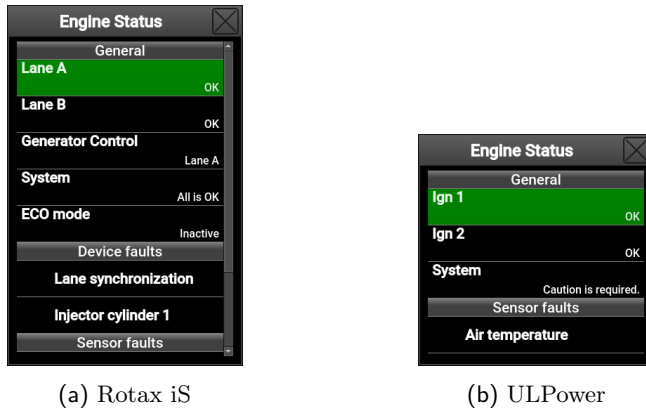 Engine Status
General
Lane A
OK
Lane B
OK
Generator Control
Lane A
System
All is OK
ECO mode
Inactive
Device faults
Lane synchronization
Injector cylinder 1
Sensor faults
(a) Rotax iS
Engine Status
General
Ign 1
OK
Ign 2
OK
System
Caution is required.
Sensor faults
Air temperature
(b) ULPower